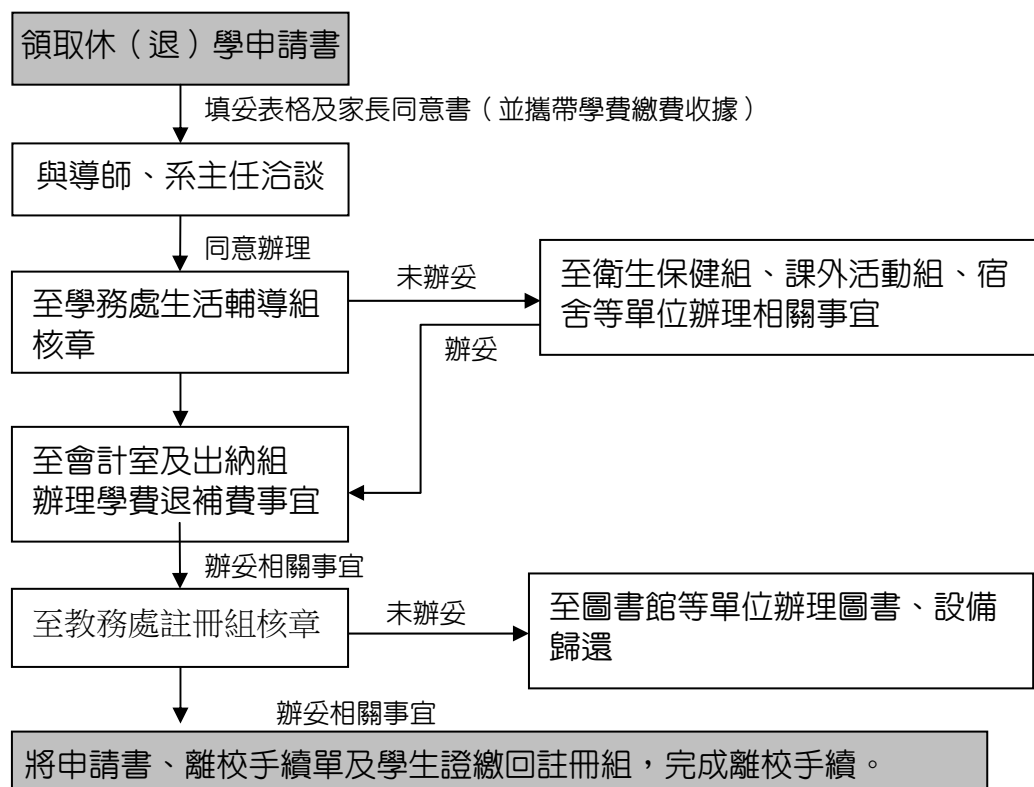 領取休（退）學申請書
填妥表格及家長同意書（並攜帶學費繳費收據）
與導師、系主任洽談
同意辦理
至學務處生活輔導組
核章
未辦妥
至衛生保健組、課外活動組、宿
舍等單位辦理相關事宜
辦妥
至會計室及出納組
辦理學費退補費事宜
辦妥相關事宜
至教務處註冊組核章
未辦妥
至圖書館等單位辦理圖書、設備
歸還
辦妥相關事宜
將申請書、離校手續單及學生證繳回註冊組，完成離校手續。